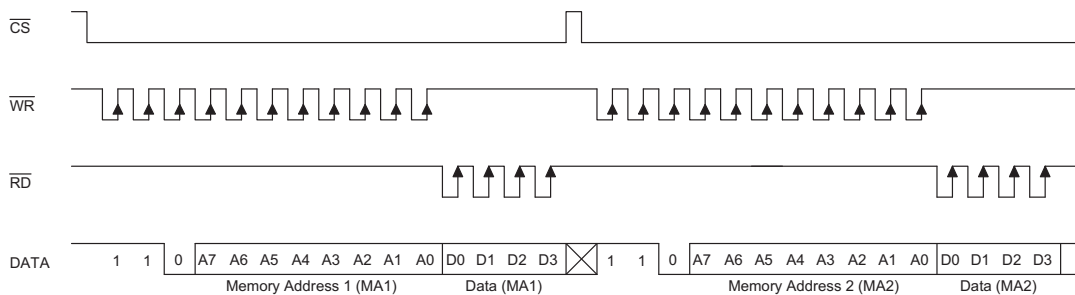 CS
WR
RD
DATA 1 1 0 A7 A6 A5 A4 A3 A2 A1 A0 D0 D1 D2 D3 1 1 0 A7 A6 A5 A4 A3 A2 A1 A0 D0 D1 D2 D3
Memory Address 1 (MA1) Data (MA1) Memory Address 2 (MA2) Data (MA2)